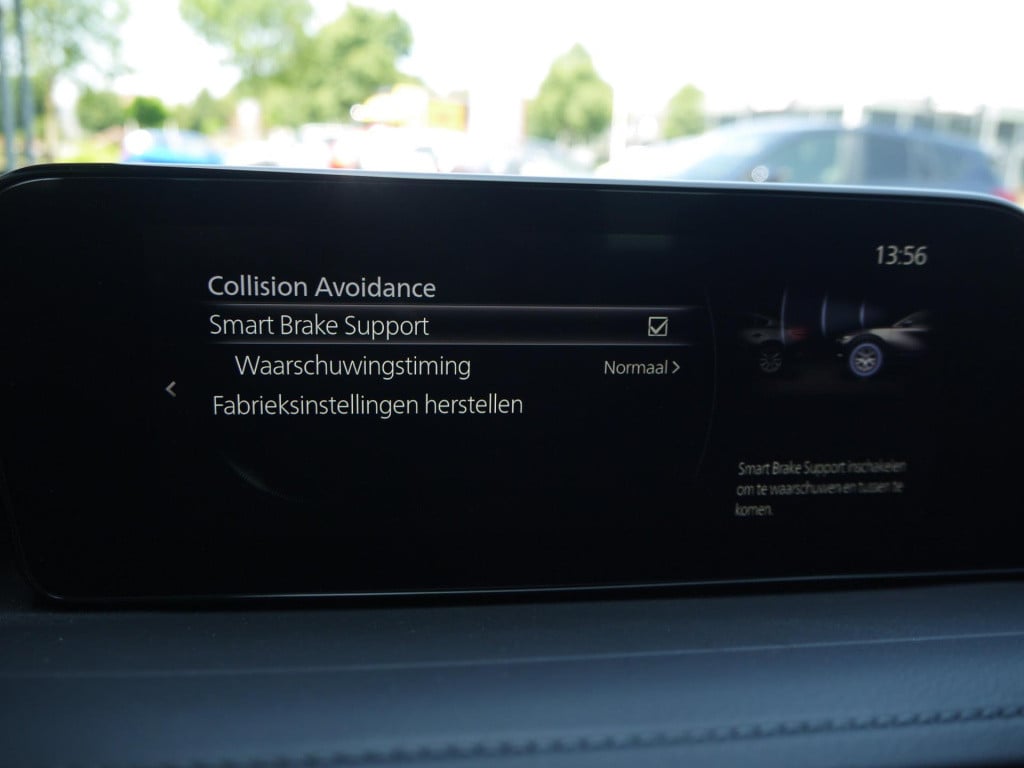 13:56
Collision Avoidance
Smart Brake Support
Waarschuwingstiming Normaal >
Fabrieksinstellingen herstellen
Smart Brake Support inschakelen
om te waarschuwen en tussen te
komen.